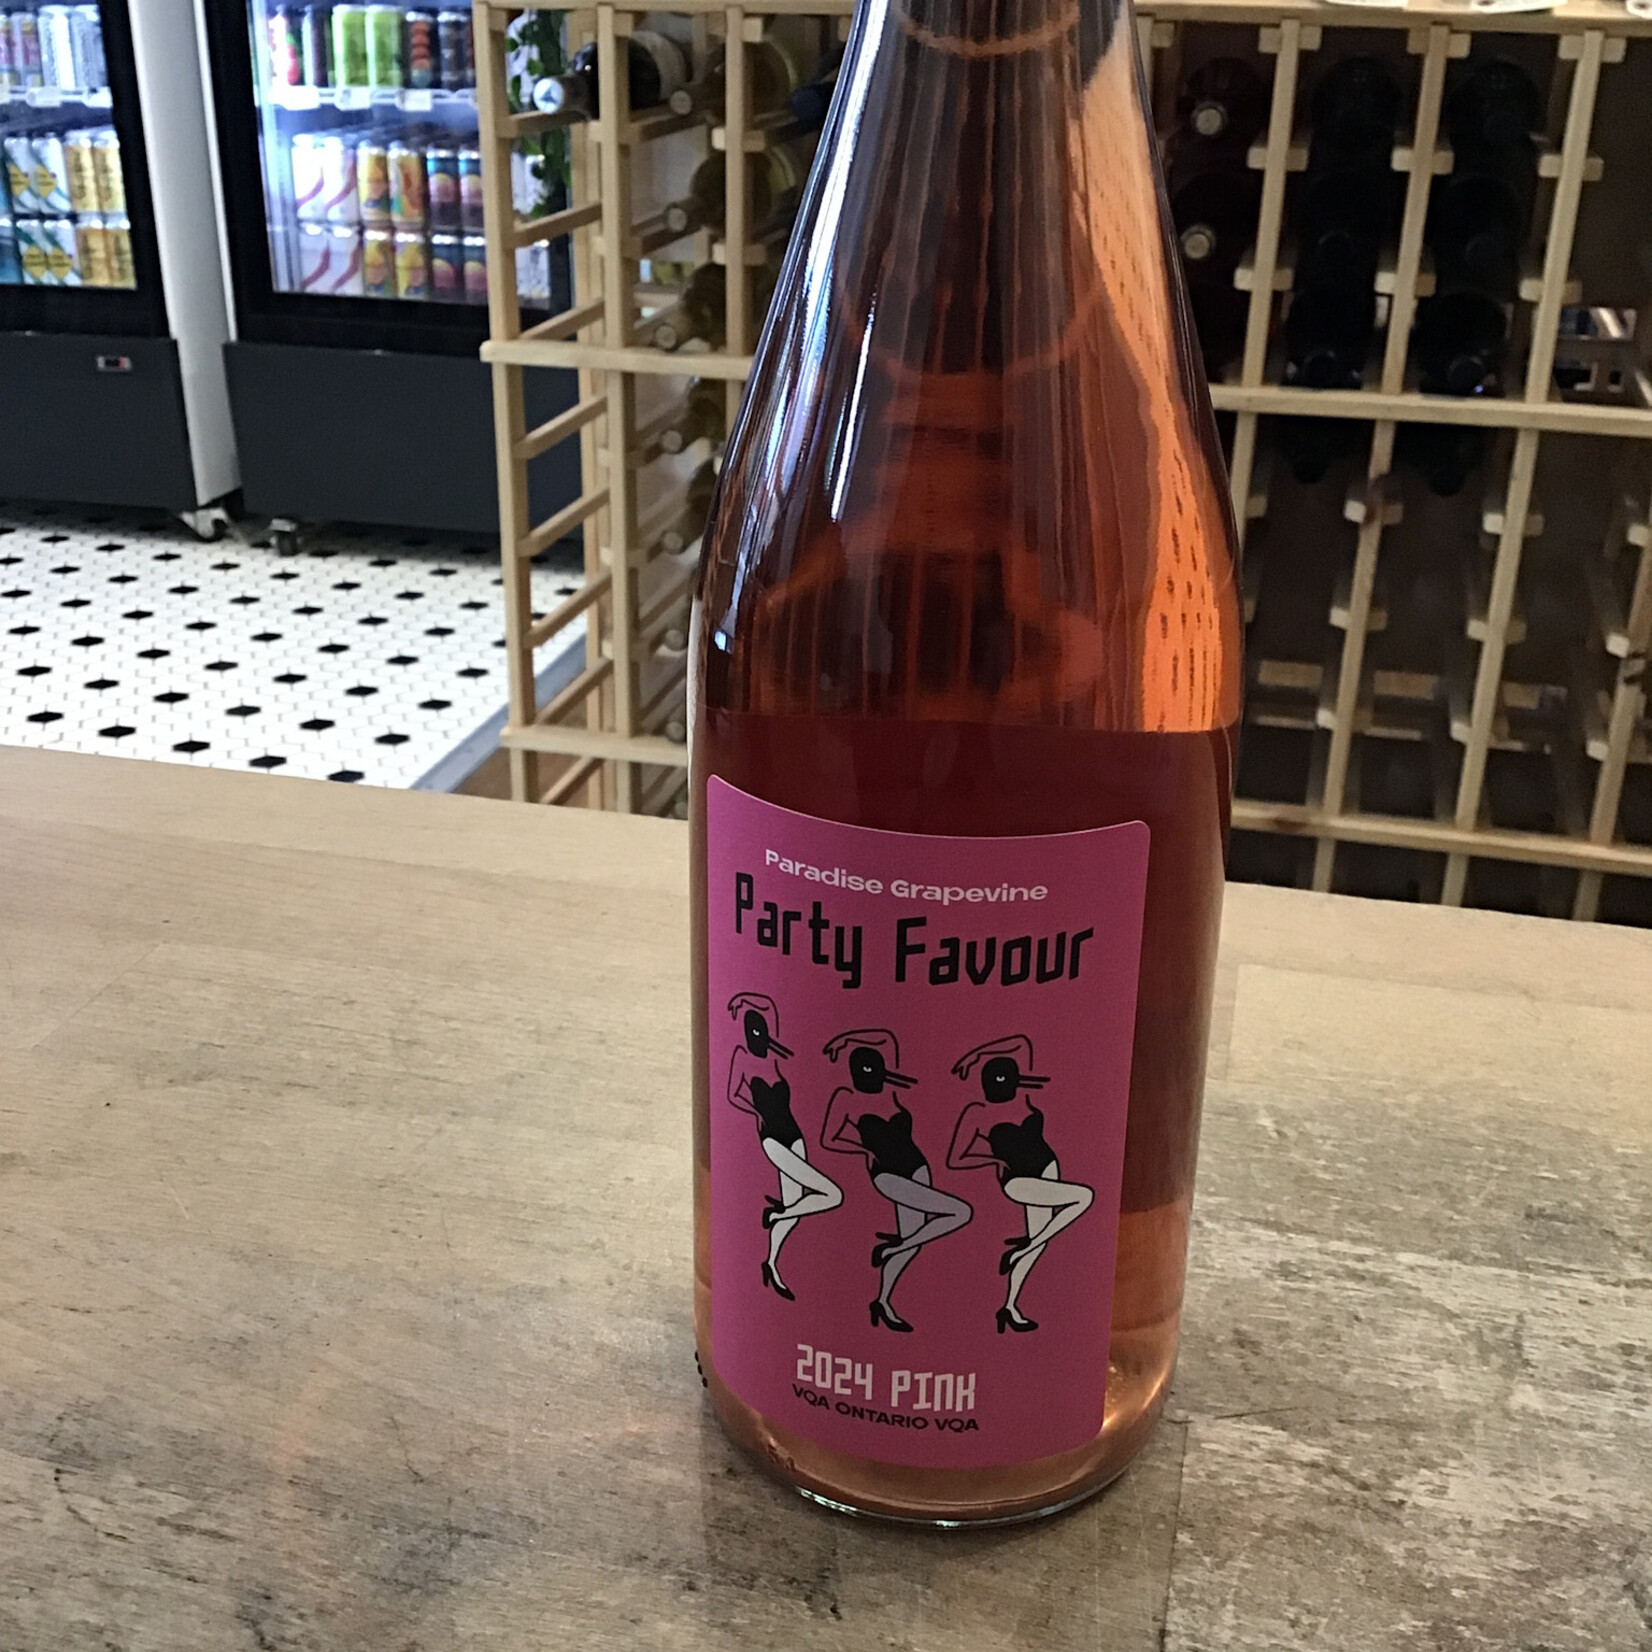 Paradise Grapevine
Party Favour
2024 PINK
VQA ONTARIO VQA